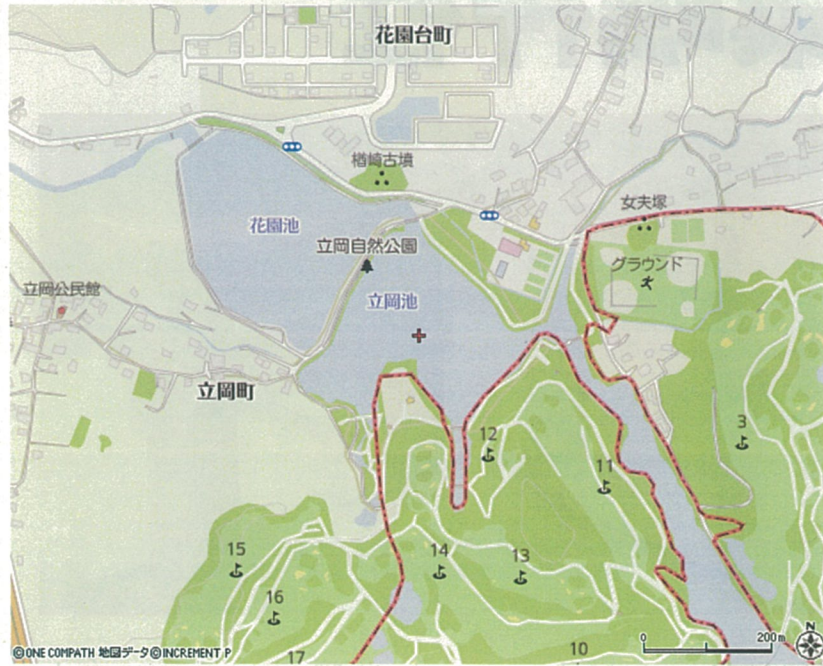 花園台町
楢崎古墳
女夫塚
花園池
立岡自然公園
グラウンド
立岡公民館
立岡池
立岡町
3
12
11
15
14
13
16
17
10
0
200m
N
©ONE COMPATH 地図データ©INCREMENT P